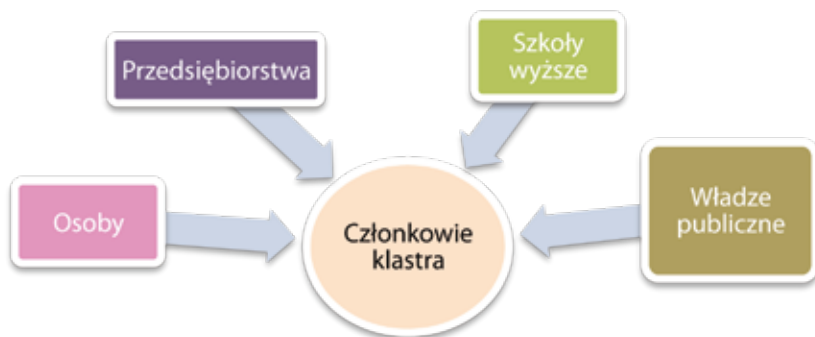 Przedsiębiorstwa
Szkoły
wyższe
Osoby
Członkowie
klastra
Władze
publiczne